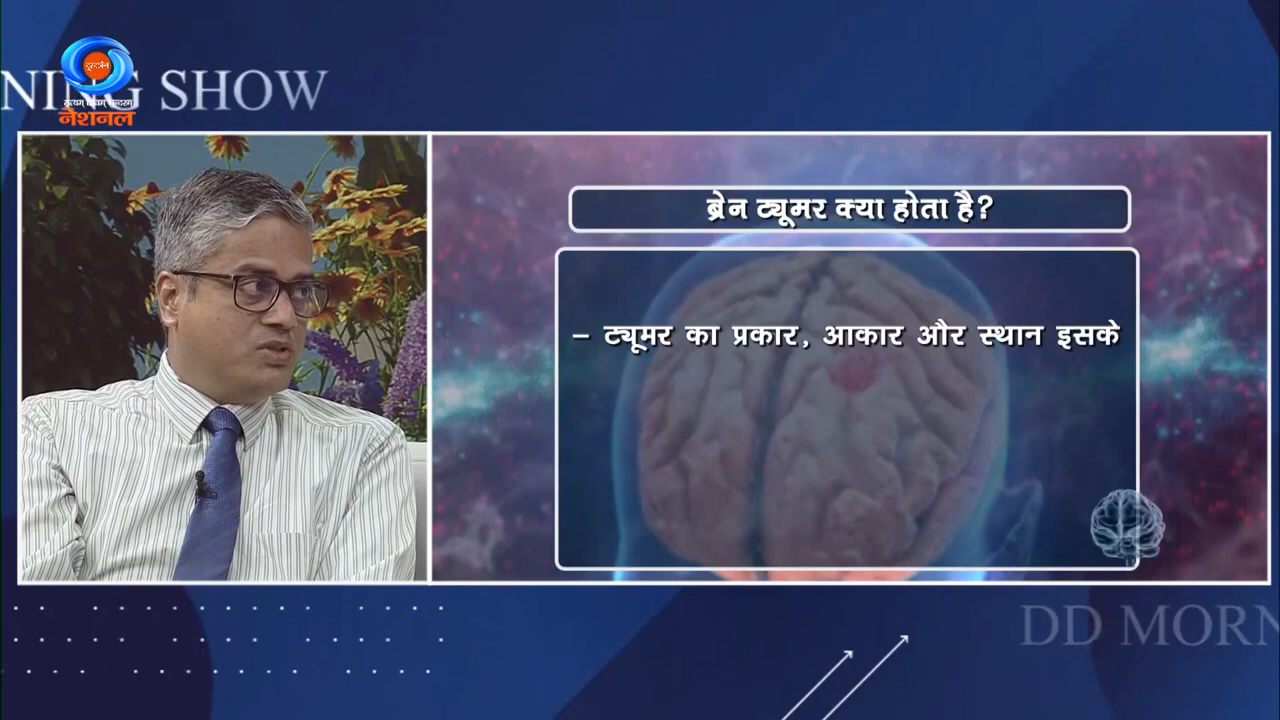 NING SHOW
दूरदर्शन
सत्यम् शिवम् सुन्दरम्
नेशनल
ब्रेन ट्यूमर क्या होता है?
– ट्यूमर का प्रकार, आकार और स्थान इसके
DD MORN